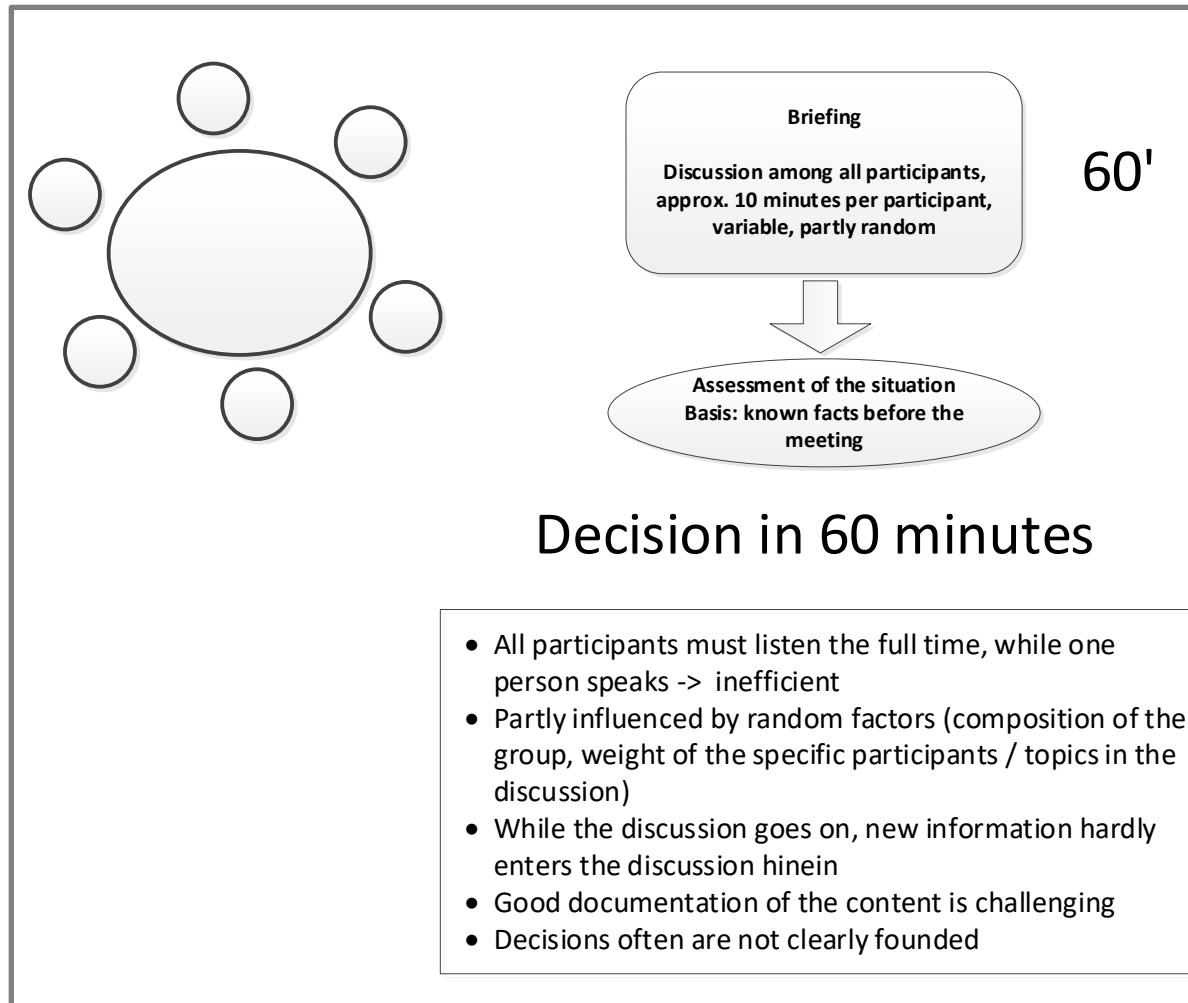 Briefing
Discussion among all participants,
approx. 10 minutes per participant,
variable, partly random
60'
Assessment of the situation
Basis: known facts before the
meeting
Decision in 60 minutes
• All participants must listen the full time, while one
person speaks -> inefficient
• Partly influenced by random factors (composition of the
group, weight of the specific participants / topics in the
discussion)
• While the discussion goes on, new information hardly
enters the discussion hinein
• Good documentation of the content is challenging
• Decisions often are not clearly founded